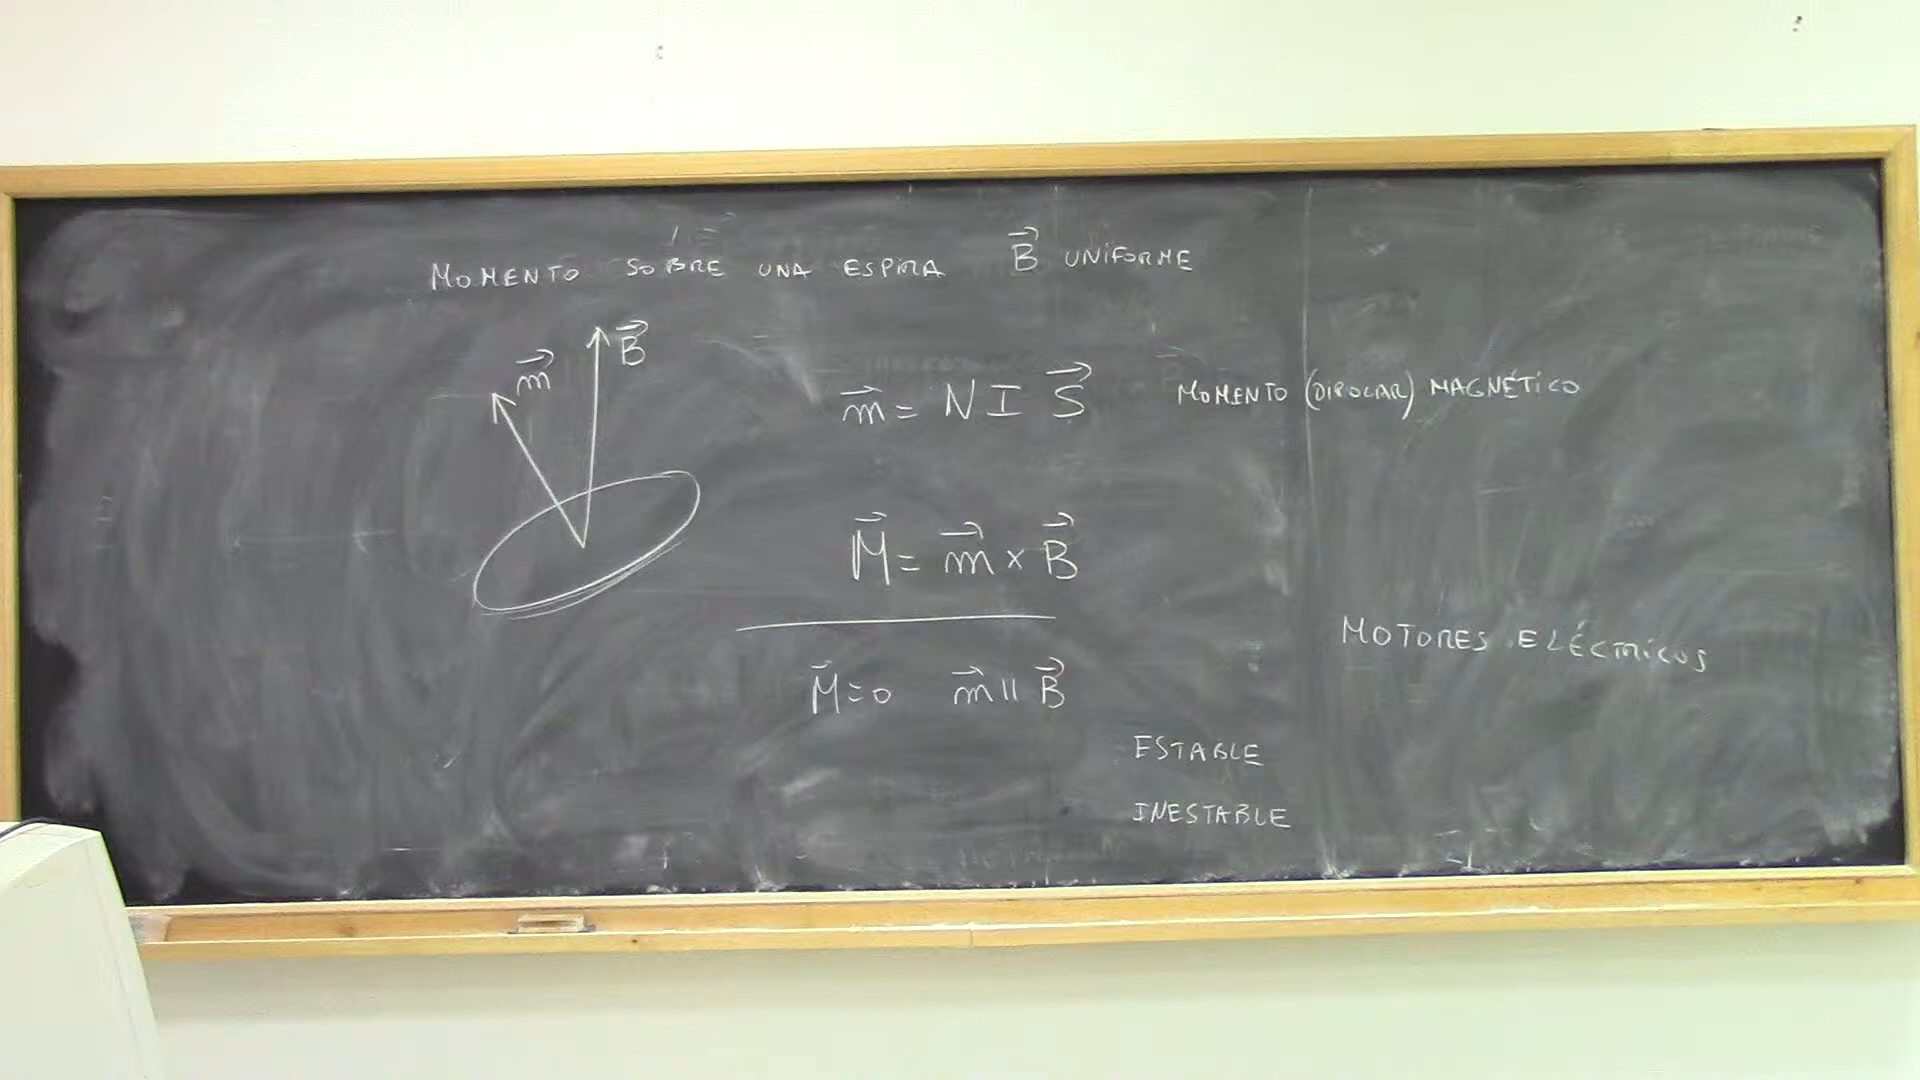 MOMENTO SOBRE UNA ESPIRA B⃗ UNIFORME
m⃗ B⃗
m⃗ = N I S⃗ MOMENTO (DIPOLAR) MAGNÉTICO
M⃗ = m⃗ × B⃗
MOTORES ELÉCTRICOS
M⃗ = 0 m⃗ || B⃗
ESTABLE
INESTABLE